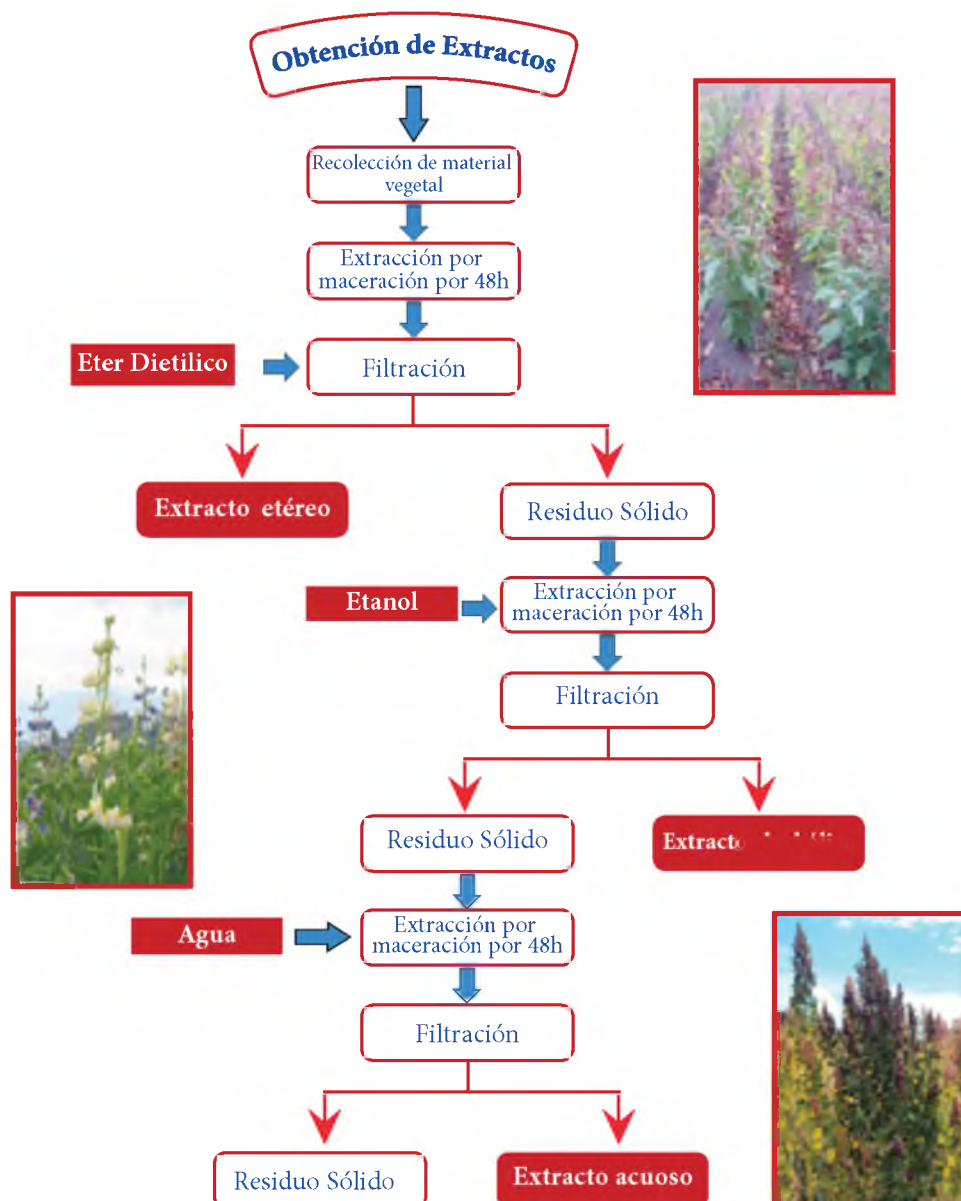 Obtención de Extractos
Recolección de material
vegetal
Extracción por
maceración por 48h
Eter Dietilico
Filtración
Extracto etéreo
Residuo Sólido
Etanol
Extracción por
maceración por 48h
Filtración
Residuo Sólido
Extracto
Agua
Extracción por
maceración por 48h
Filtración
Residuo Sólido
Extracto acuoso